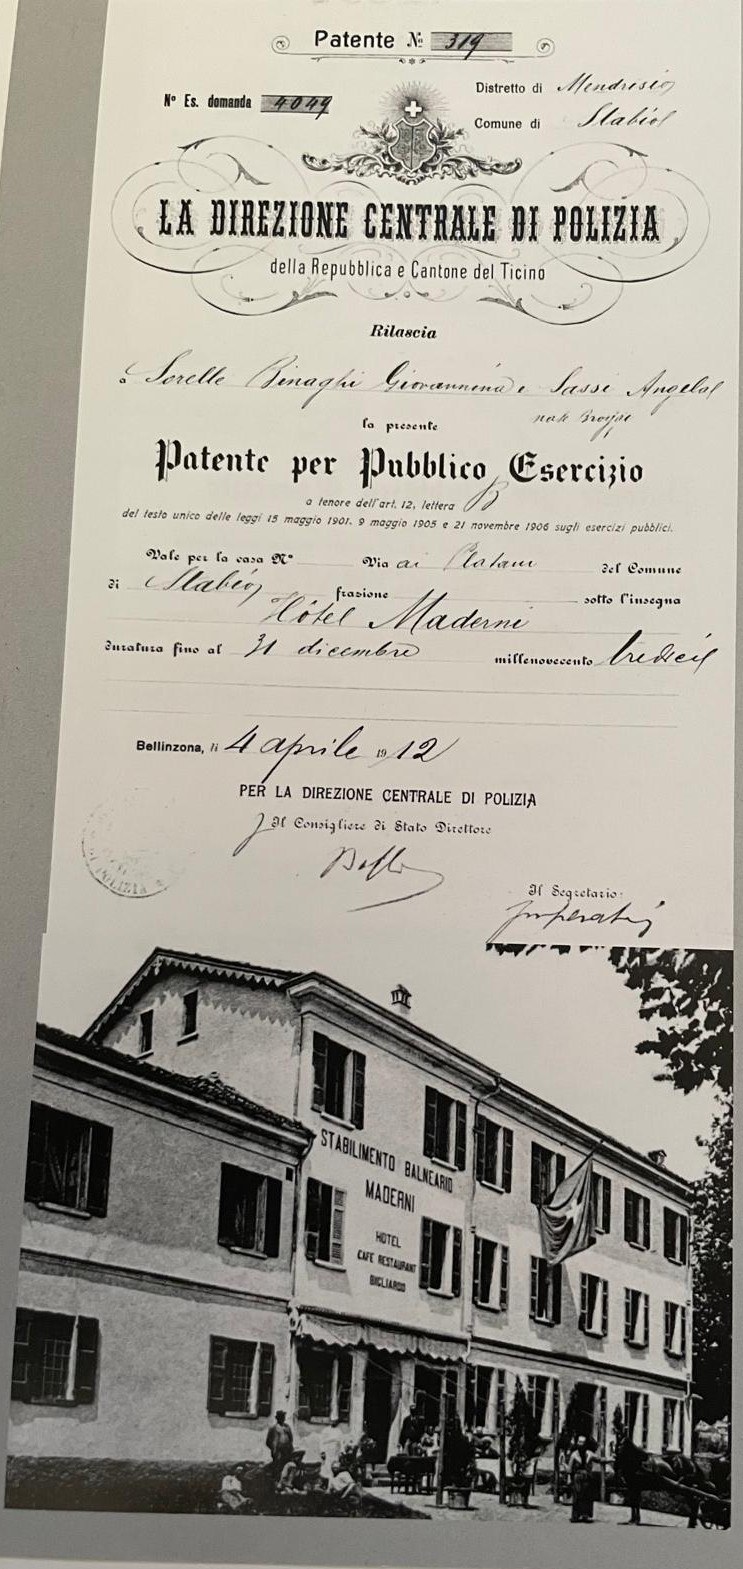 Patente № 319
Nº Es. domanda 4049
Distretto di Mendrisio
Comune di Stabio
LA DIREZIONE CENTRALE DI POLIZIA
della Repubblica e Cantone del Ticino
Rilascia
a Sorelle Binaghi Giovannina e Sassi Angela
nate
la presente
Patente per Pubblico Esercizio
a tenore dell'art. 12, lettera B
del testo unico delle leggi 15 maggio 1901, 9 maggio 1905 e 21 novembre 1906 sugli esercizi pubblici.
Vale per la casa Nº Via ai Platani del Comune
di Stabio frazione sotto l'insegna
Hôtel Maderni
duratura fino al 31 dicembre millenovecento tredici
Bellinzona, li 4 aprile 1912
PER LA DIREZIONE CENTRALE DI POLIZIA
Il Consigliere di Stato Direttore
Il Segretario:
DI POLIZIA
STABILIMENTO BALNEARIO
MADERNI
HOTEL
CAFE RESTAURANT
BIGLIARDO